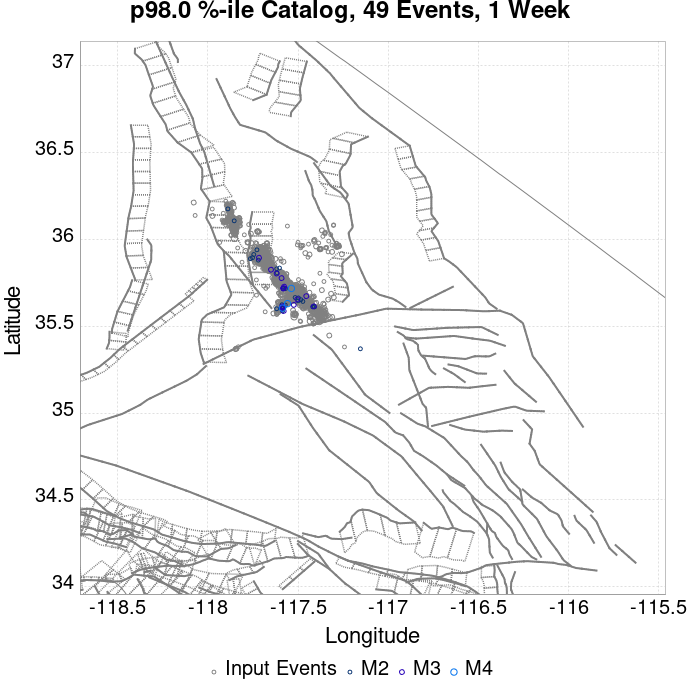 p98.0 %-ile Catalog, 49 Events, 1 Week
37
36.5
36
35.5
35
34.5
34
Latitude
-118.5 -118 -117.5 -117 -116.5 -116 -115.5
Longitude
Input Events M2 M3 M4